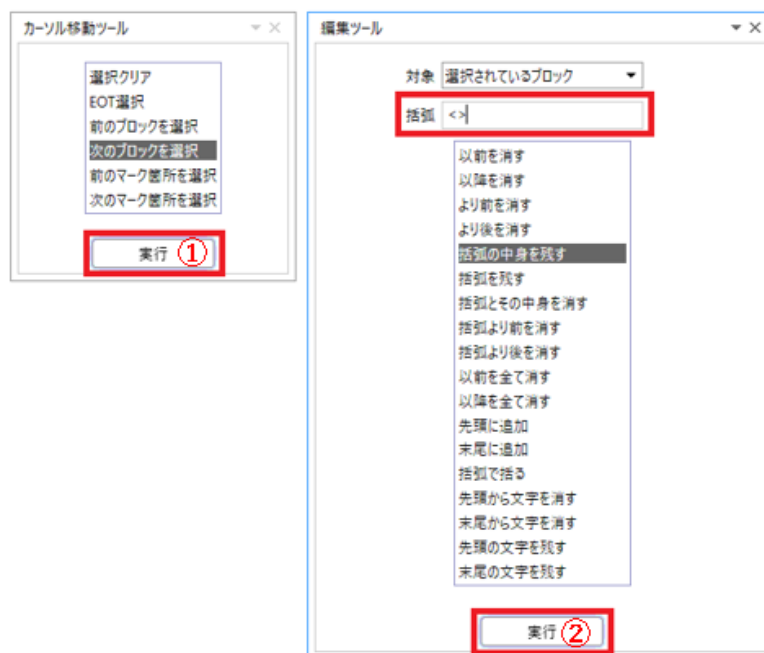 カーソル移動ツール
選択クリア
EOT選択
前のブロックを選択
次のブロックを選択
前のマーク箇所を選択
次のマーク箇所を選択
実行 ①
編集ツール
対象 選択されているブロック
括弧 <>
以前を消す
以降を消す
より前を消す
より後を消す
括弧の中身を残す
括弧を残す
括弧とその中身を消す
括弧より前を消す
括弧より後を消す
以前を全て消す
以降を全て消す
先頭に追加
末尾に追加
括弧で括る
先頭から文字を消す
末尾から文字を消す
先頭の文字を残す
末尾の文字を残す
実行 ②